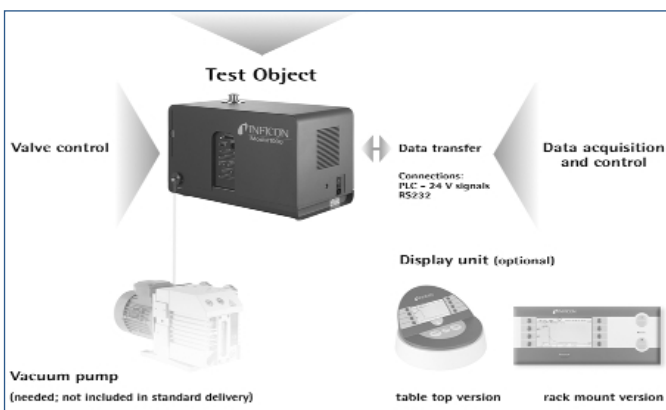 Test Object
INFICON
Valve control
Data transfer
Connections:
PLC – 24 V signals
RS232
Data acquisition
and control
Display unit (optional)
Vacuum pump
(needed; not included in standard delivery)
table top version
rack mount version